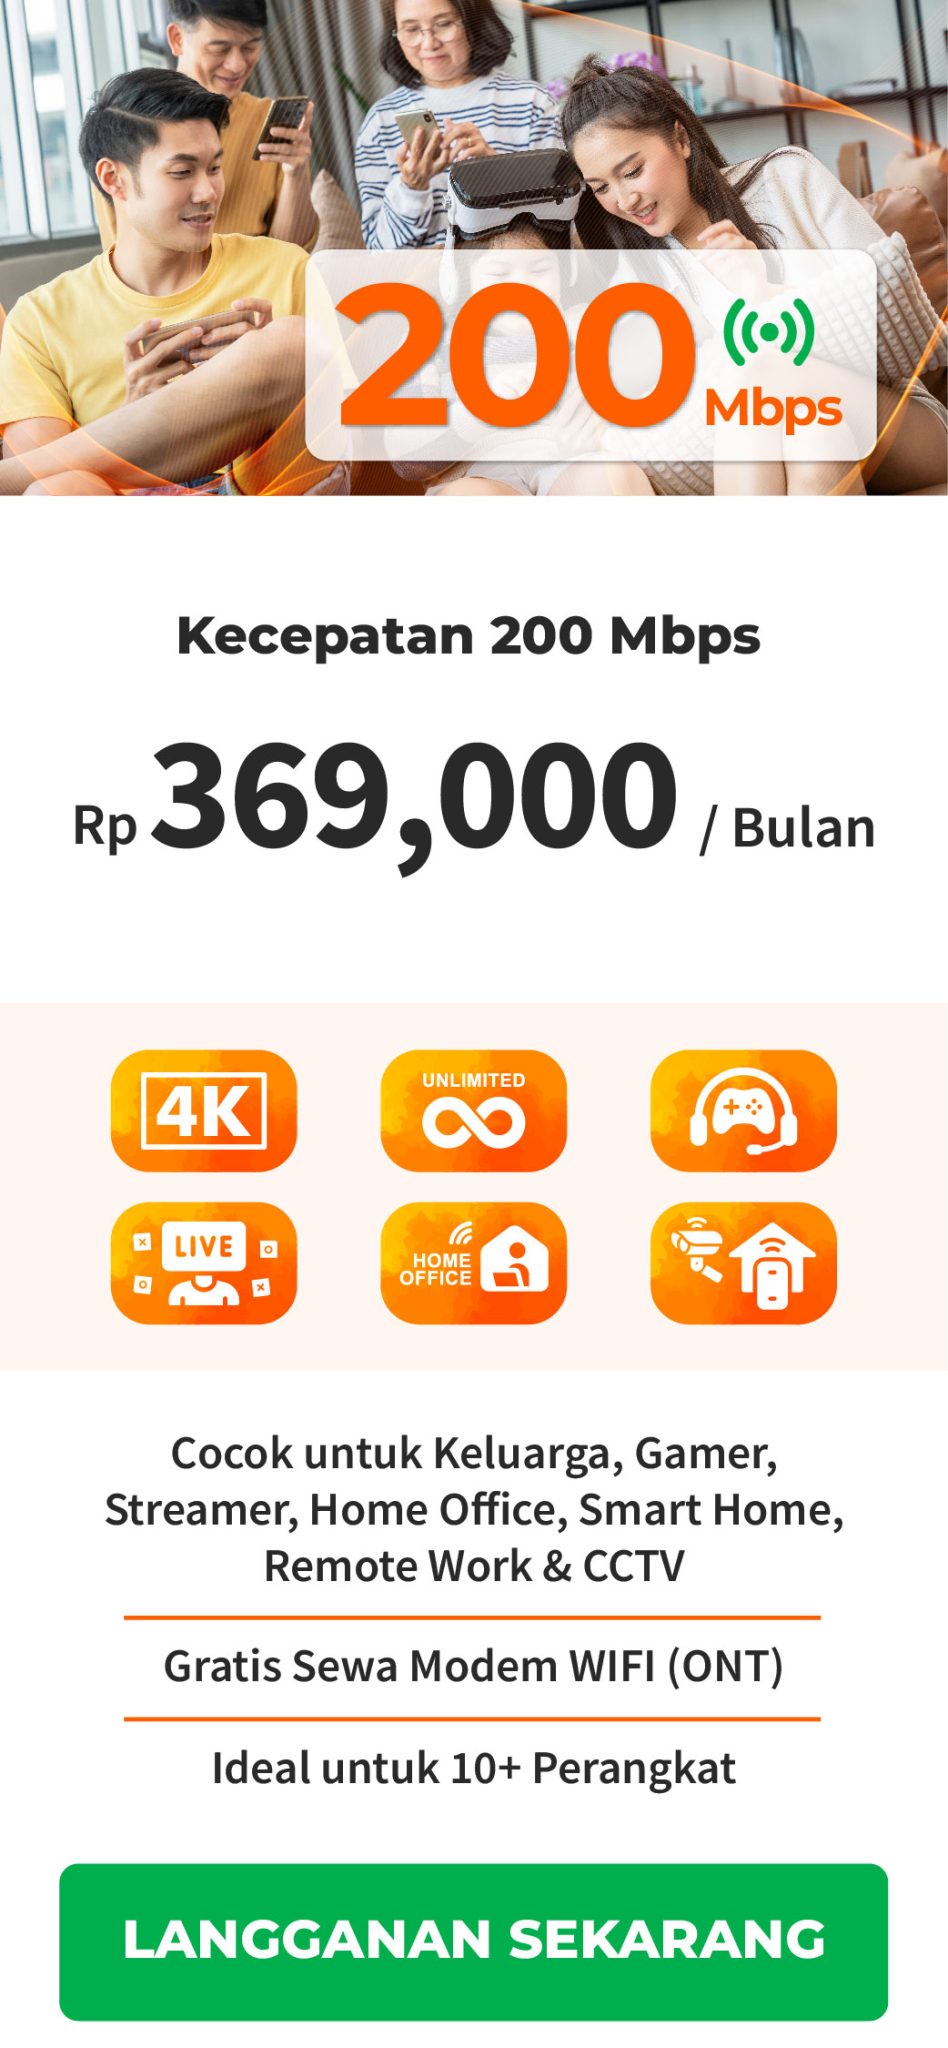 200
Mbps
Kecepatan 200 Mbps
Rp 369,000 / Bulan
4K
UNLIMITED
LIVE
HOME
OFFICE
Cocok untuk Keluarga, Gamer,
Streamer, Home Office, Smart Home,
Remote Work & CCTV
Gratis Sewa Modem WIFI (ONT)
Ideal untuk 10+ Perangkat
LANGGANAN SEKARANG